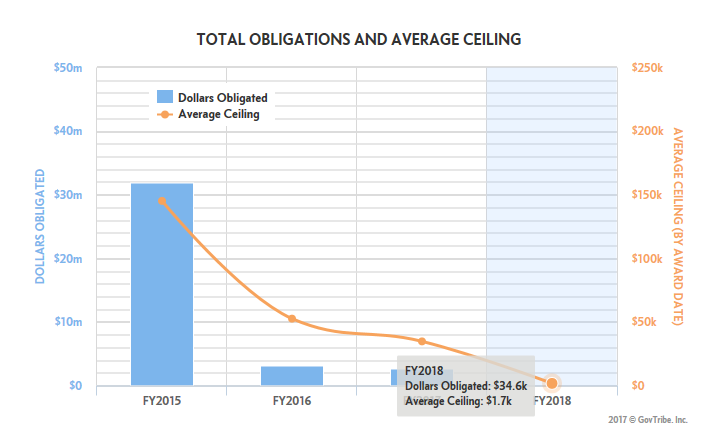 TOTAL OBLIGATIONS AND AVERAGE CEILING
$50m
$250k
Dollars Obligated
Average Ceiling
$40m
$200k
$30m
$150k
DOLLARS OBLIGATED
AVERAGE CEILING (BY AWARD DATE)
$20m
$100k
$10m
$50k
FY2018
Dollars Obligated: $34.6k
Average Ceiling: $1.7k
$0
$0
FY2015
FY2016
FY2018
2017 © GovTribe, Inc.